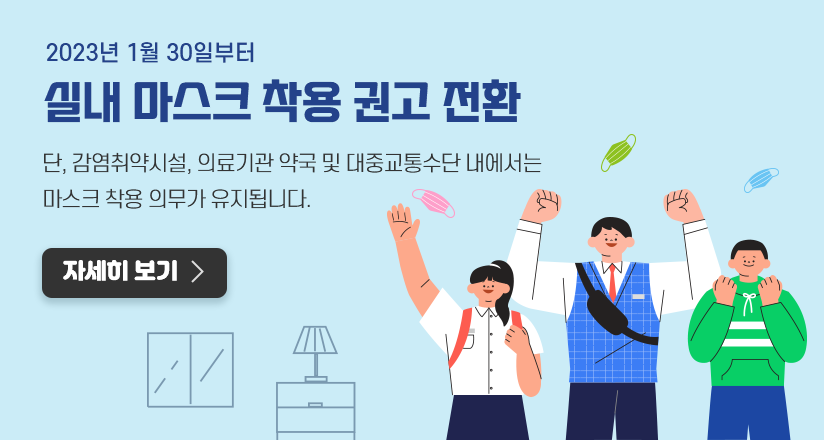 2023년 1월 30일부터
실내 마스크 착용 권고 전환
단, 감염취약시설, 의료기관 약국 및 대중교통수단 내에서는
마스크 착용 의무가 유지됩니다.
자세히 보기